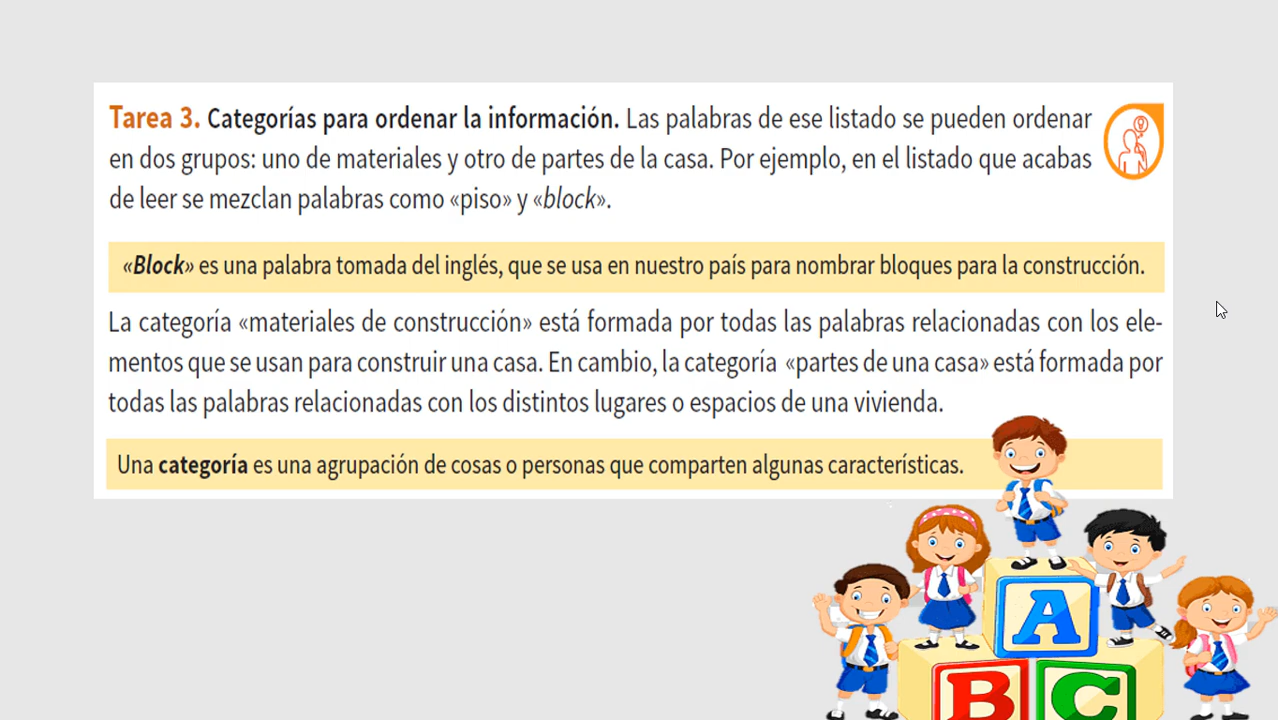 Tarea 3. Categorías para ordenar la información. Las palabras de ese listado se pueden ordenar
en dos grupos: uno de materiales y otro de partes de la casa. Por ejemplo, en el listado que acabas
de leer se mezclan palabras como «piso» y «block».
«Block» es una palabra tomada del inglés, que se usa en nuestro país para nombrar bloques para la construcción.
La categoría «materiales de construcción» está formada por todas las palabras relacionadas con los ele-
mentos que se usan para construir una casa. En cambio, la categoría «partes de una casa» está formada por
todas las palabras relacionadas con los distintos lugares o espacios de una vivienda.
Una categoría es una agrupación de cosas o personas que comparten algunas características.
A
B C